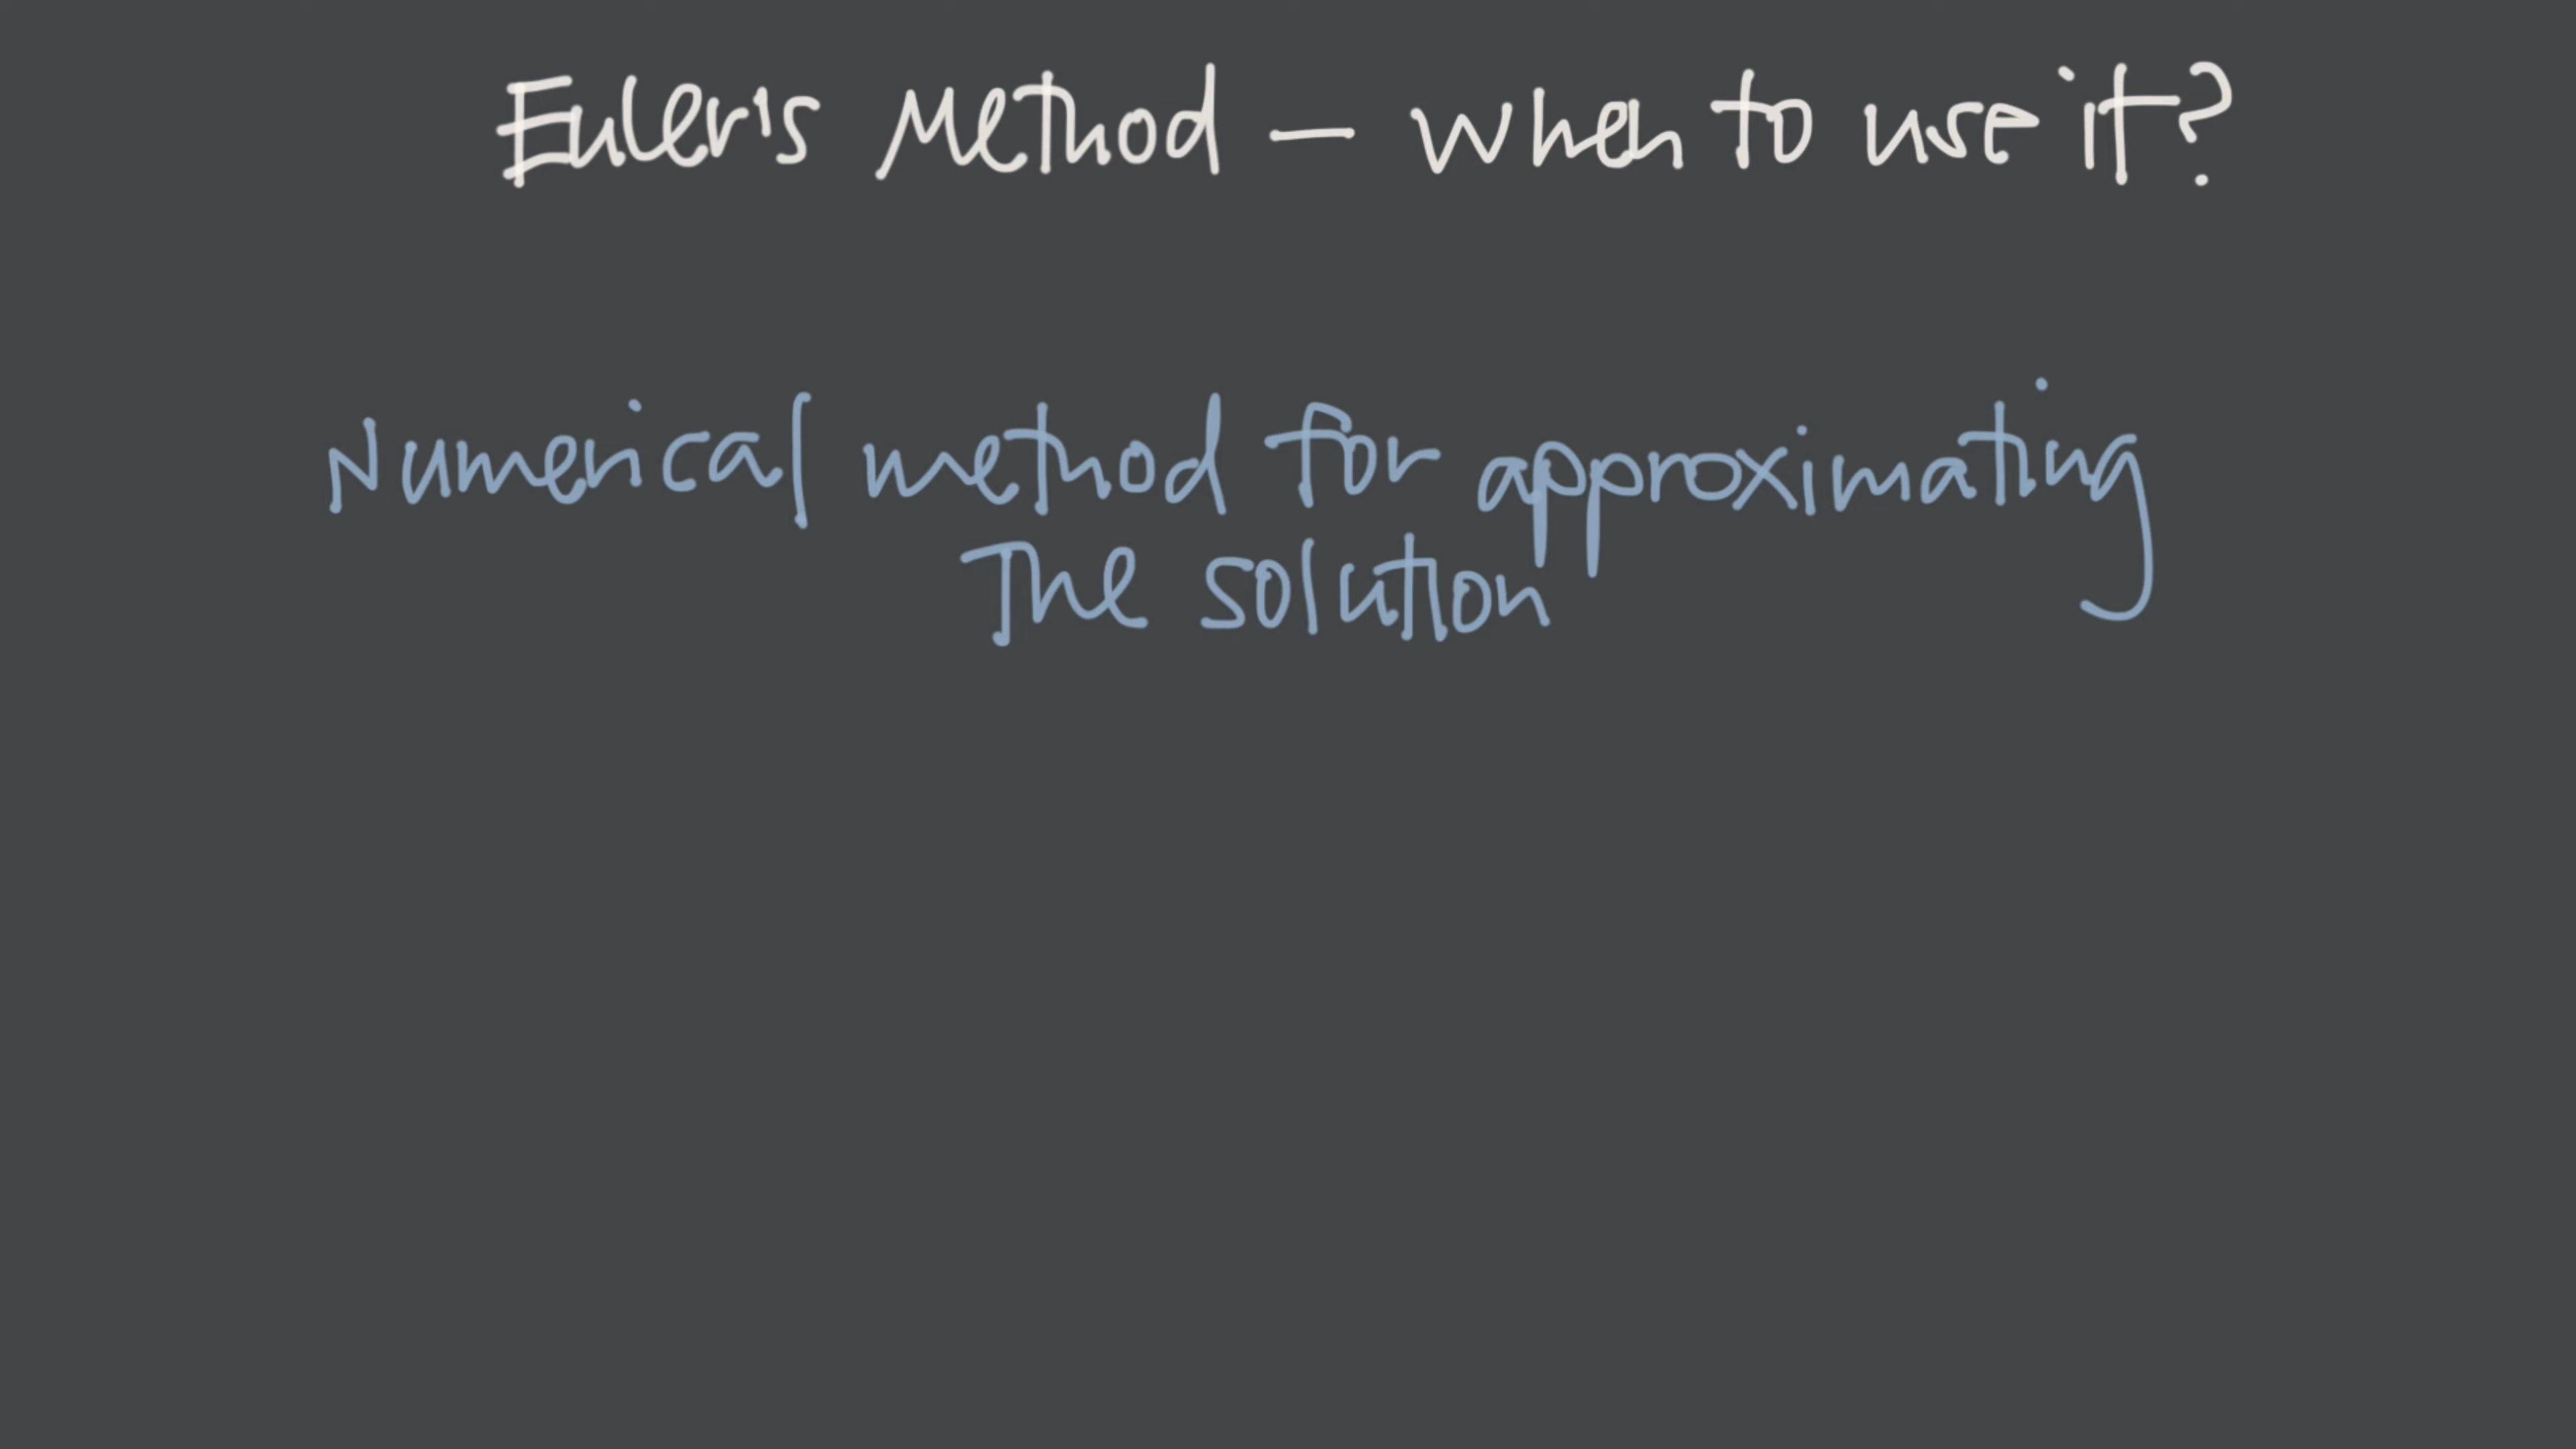 Euler's Method — when to use it?
Numerical method for approximating
The solution